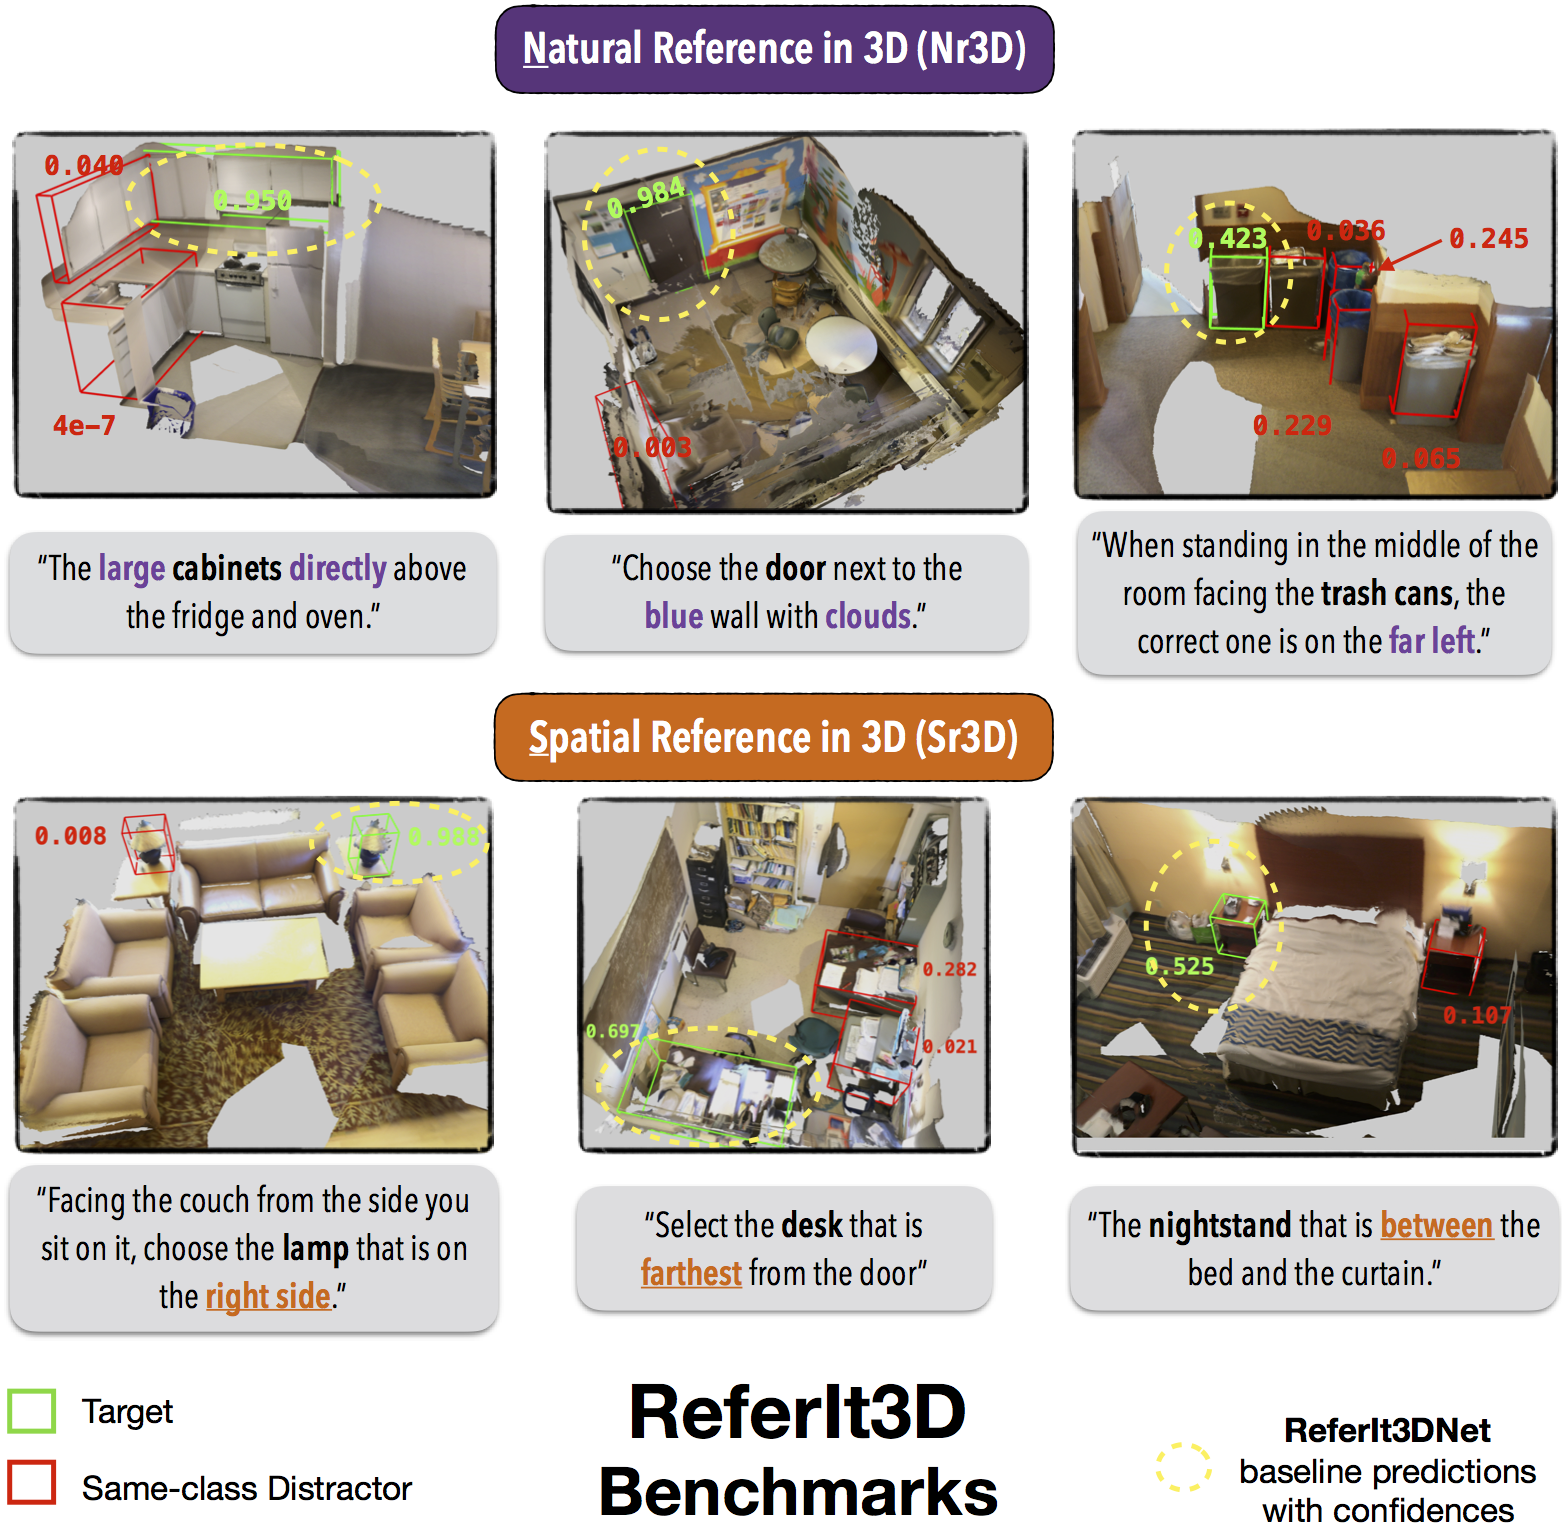 Natural Reference in 3D (Nr3D)
0.040
0.950
4e-7
0.984
0.003
0.423
0.036
0.245
0.229
0.065
“The large cabinets directly above
the fridge and oven.”
“Choose the door next to the
blue wall with clouds.”
“When standing in the middle of the
room facing the trash cans, the
correct one is on the far left.”
Spatial Reference in 3D (Sr3D)
0.008
0.988
0.282
0.697
0.021
0.525
0.107
“Facing the couch from the side you
sit on it, choose the lamp that is on
the right side.”
“Select the desk that is
farthest from the door”
“The nightstand that is between the
bed and the curtain.”
Target
Same-class Distractor
ReferIt3D
Benchmarks
ReferIt3DNet
baseline predictions
with confidences